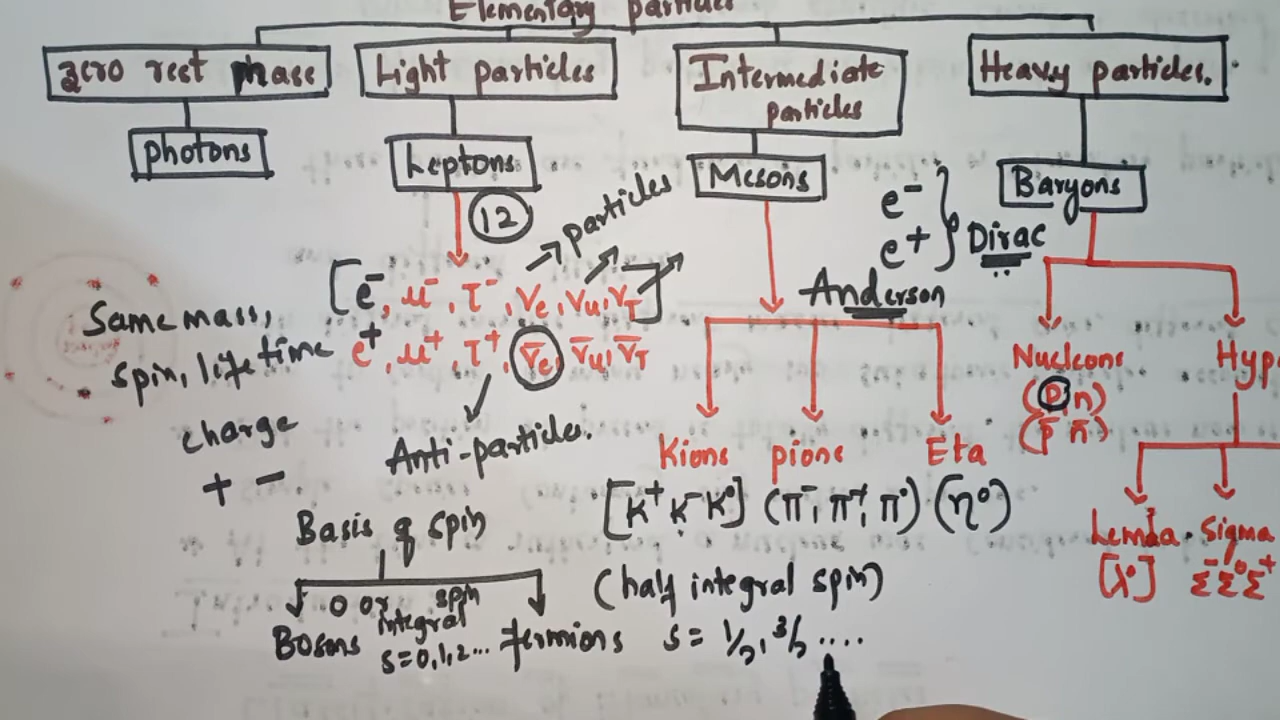 Elementary particles
zero rest phase
photons
Light particles
Leptons
12
particles
[e⁻, μ⁻, τ⁻, νe, νu, ντ]
e⁺, μ⁺, τ⁺, ν̄e, ν̄u, ν̄τ
Anti-particles.
Same mass,
spin, life time
charge
+ −
Intermediate
particles
Mesons
e⁻
e⁺ } Dirac
Anderson
Kions pions Eta
[K⁺ K⁻ K⁰] (π⁻, π⁺, π⁰) (η⁰)
Heavy particles.
Baryons
Nucleons
(p n)
(p̄ n̄)
Lemda
[λ⁰]
Sigma
Σ⁻ Σ⁰ Σ⁺
Basis of spin
0 or spin
integral
Bosons s=0,1,2...
fermions
(half integral spin)
s = 1/2, 3/2 ....